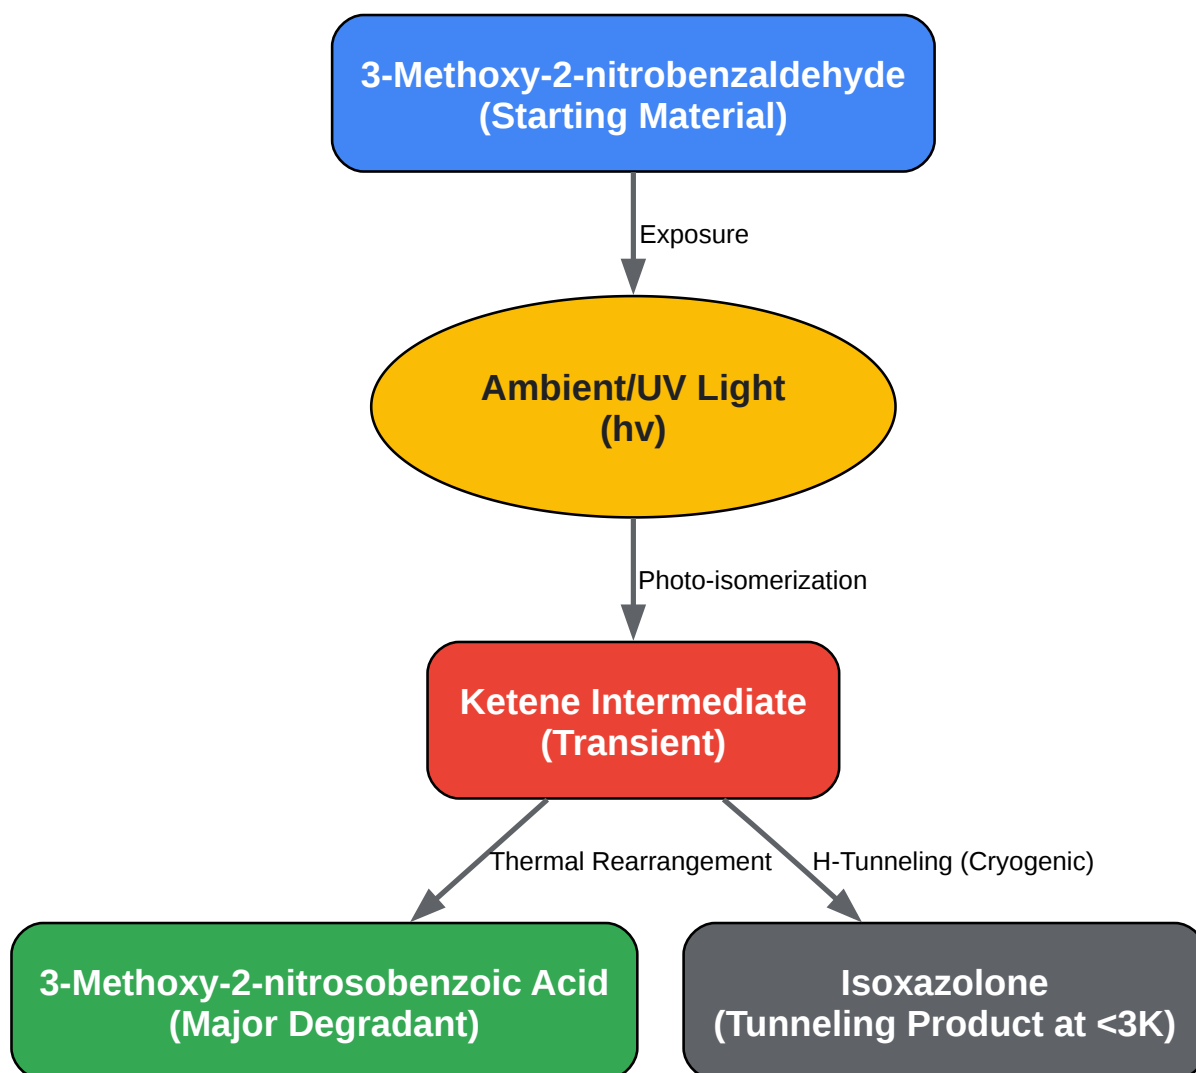 3-Methoxy-2-nitrobenzaldehyde
(Starting Material)
Exposure
Ambient/UV Light
(hv)
Photo-isomerization
Ketene Intermediate
(Transient)
Thermal Rearrangement
H-Tunneling (Cryogenic)
3-Methoxy-2-nitrosobenzoic Acid
(Major Degradant)
Isoxazolone
(Tunneling Product at <3K)